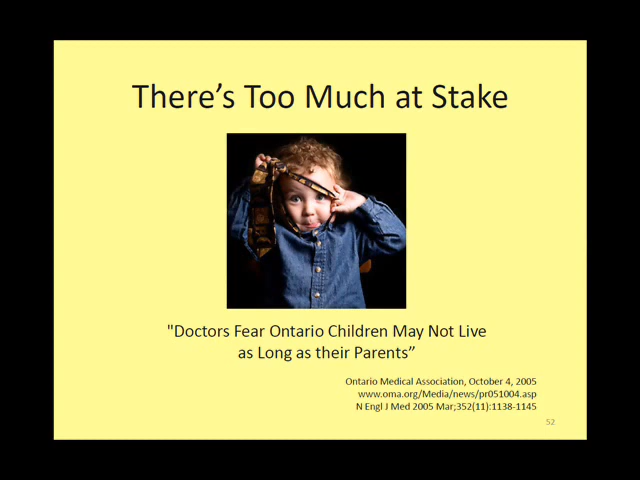 There’s Too Much at Stake
"Doctors Fear Ontario Children May Not Live
as Long as their Parents”
Ontario Medical Association, October 4, 2005
www.oma.org/Media/news/pr051004.asp
N Engl J Med 2005 Mar;352(11):1138-1145
52